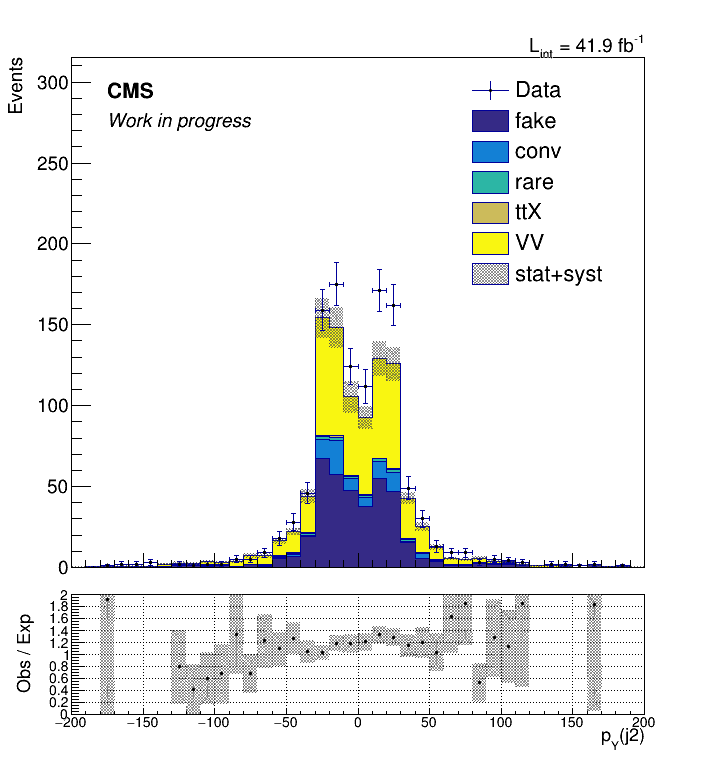 L_int = 41.9 fb^-1
CMS
Work in progress
Data
fake
conv
rare
ttX
VV
stat+syst
Events
300
250
200
150
100
50
0
Obs / Exp
2
1.8
1.6
1.4
1.2
1
0.8
0.6
0.4
0.2
0
−200 −150 −100 −50 0 50 100 150 200
p_Y(j2)